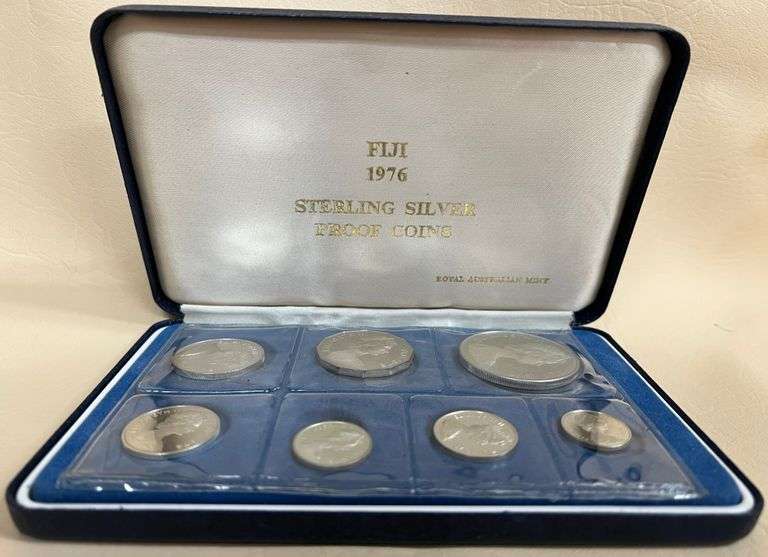 FIJI
1976
STERLING SILVER
PROOF COINS
ROYAL AUSTRALIAN MINT